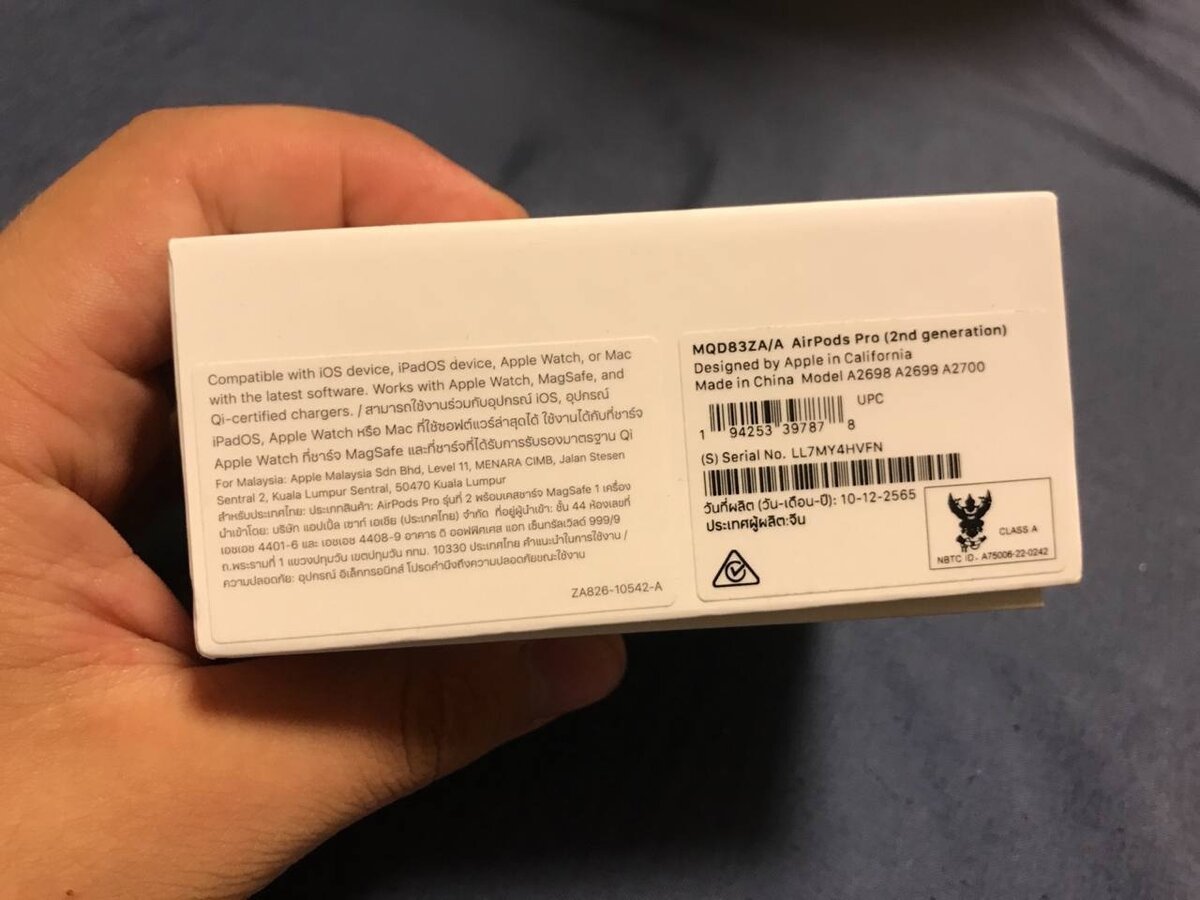 Compatible with iOS device, iPadOS device, Apple Watch, or Mac
with the latest software. Works with Apple Watch, MagSafe, and
Qi-certified chargers. / สามารถใช้งานร่วมกับอุปกรณ์ iOS, อุปกรณ์
iPadOS, Apple Watch หรือ Mac ที่ใช้ซอฟต์แวร์ล่าสุดได้ ใช้งานได้กับที่ชาร์จ
Apple Watch ที่ชาร์จ MagSafe และที่ชาร์จที่ได้รับการรับรองมาตรฐาน Qi
For Malaysia: Apple Malaysia Sdn Bhd, Level 11, MENARA CIMB, Jalan Stesen
Sentral 2, Kuala Lumpur Sentral, 50470 Kuala Lumpur
สำหรับประเทศไทย: ประเภทสินค้า: AirPods Pro รุ่นที่ 2 พร้อมเคสชาร์จ MagSafe 1 เครื่อง
นำเข้าโดย: บริษัท แอปเปิ้ล เซาท์ เอเชีย (ประเทศไทย) จำกัด ที่อยู่ผู้นำเข้า: ชั้น 44 ห้องเลขที่
เอชเอช 4401-6 และ เอชเอช 4408-9 อาคาร ดิ ออฟฟิศเศส แอท เซ็นทรัลเวิลด์ 999/9
ถ.พระรามที่ 1 แขวงปทุมวัน เขตปทุมวัน กทม. 10330 ประเทศไทย คำแนะนำในการใช้งาน /
ความปลอดภัย: อุปกรณ์ อิเล็กทรอนิกส์ โปรดคำนึงถึงความปลอดภัยขณะใช้งาน
ZA826-10542-A
MQD83ZA/A AirPods Pro (2nd generation)
Designed by Apple in California
Made in China Model A2698 A2699 A2700
UPC
1 94253 39787 8
(S) Serial No. LL7MY4HVFN
วันที่ผลิต (วัน-เดือน-ปี): 10-12-2565
ประเทศผู้ผลิต:จีน
CLASS A
NBTC ID. A75006-22-0242